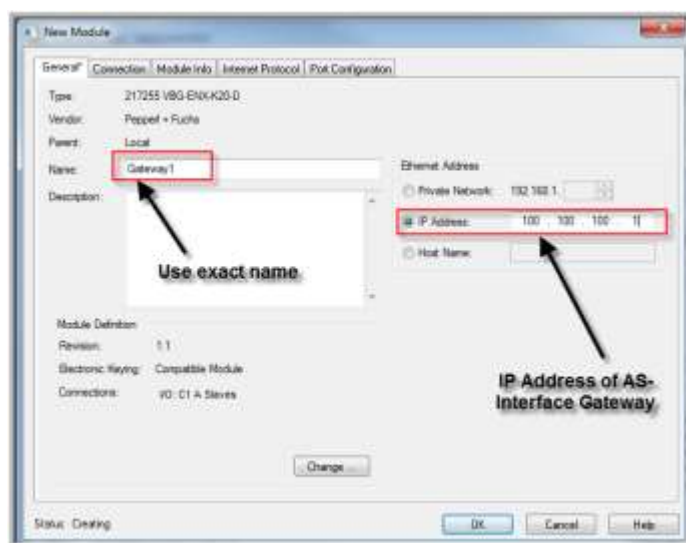 New Module
General* Connection Module Info Internet Protocol Port Configuration
Type: 217255 VBG-ENX-K20-D
Vendor: Pepperl + Fuchs
Parent: Local
Name: Gateway1
Ethernet Address
Private Network: 192.168.1.
Description:
IP Address: 100 . 100 . 100 . 1
Host Name:
Use exact name
Module Definition
Revision: 1.1
Electronic Keying: Compatible Module
Connections: I/O: C1 A Slaves
IP Address of AS-
Interface Gateway
Change ...
Status: Creating
OK Cancel Help